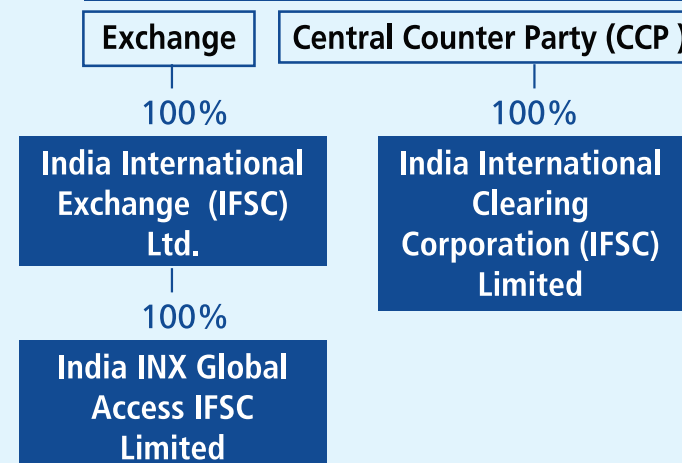 Exchange
Central Counter Party (CCP )
100%
India International
Exchange (IFSC)
Ltd.
100%
India INX Global
Access IFSC
Limited
100%
India International
Clearing
Corporation (IFSC)
Limited